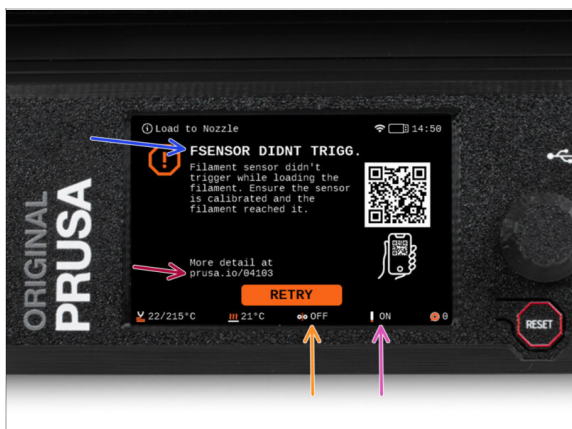 Load to Nozzle
14:50
FSENSOR DIDNT TRIGG.
Filament sensor didn't
trigger while loading the
filament. Ensure the sensor
is calibrated and the
filament reached it.
More detail at
prusa.io/04103
RETRY
22/215°C
21°C
OFF
ON
0
ORIGINAL
PRUSA
RESET